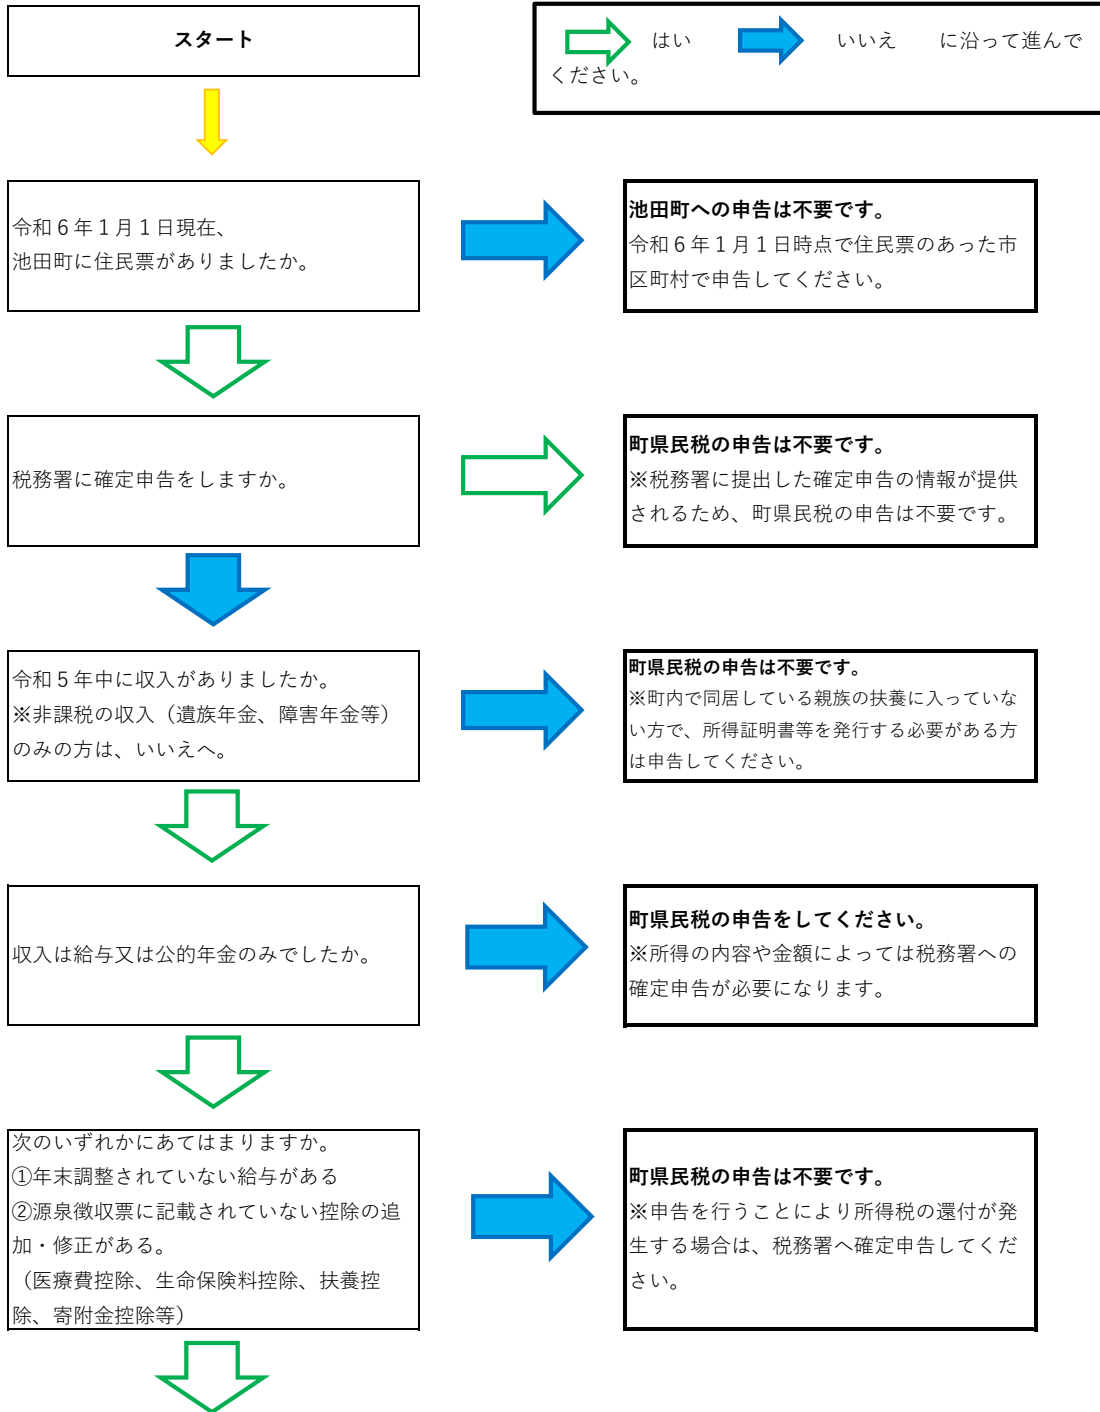 スタート
はい　いいえ　に沿って進んで
ください。
令和６年１月１日現在、
池田町に住民票がありましたか。
池田町への申告は不要です。
令和６年１月１日時点で住民票のあった市
区町村で申告してください。
税務署に確定申告をしますか。
町県民税の申告は不要です。
※税務署に提出した確定申告の情報が提供
されるため、町県民税の申告は不要です。
令和５年中に収入がありましたか。
※非課税の収入（遺族年金、障害年金等）
のみの方は、いいえへ。
町県民税の申告は不要です。
※町内で同居している親族の扶養に入っていな
い方で、所得証明書等を発行する必要がある方
は申告してください。
収入は給与又は公的年金のみでしたか。
町県民税の申告をしてください。
※所得の内容や金額によっては税務署への
確定申告が必要になります。
次のいずれかにあてはまりますか。
①年末調整されていない給与がある
②源泉徴収票に記載されていない控除の追
加・修正がある。
（医療費控除、生命保険料控除、扶養控
除、寄附金控除等）
町県民税の申告は不要です。
※申告を行うことにより所得税の還付が発
生する場合は、税務署へ確定申告してくだ
さい。